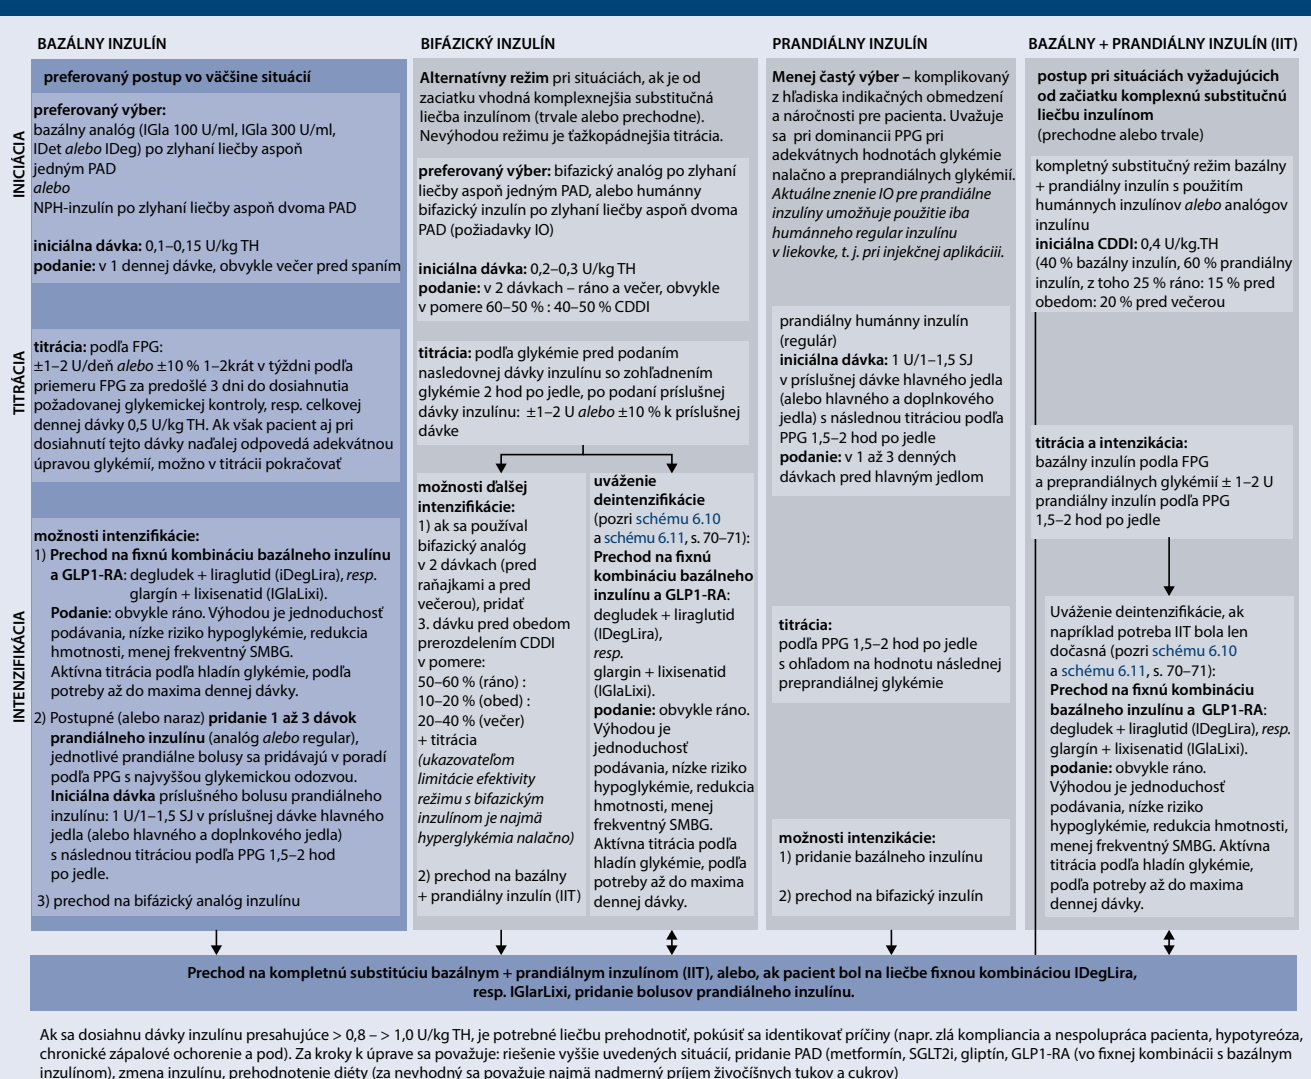 BAZÁLNY INZULÍN
preferovaný postup vo väčšine situácií
INICIÁCIA
preferovaný výber:
bazálny analóg (IGla 100 U/ml, IGla 300 U/ml,
IDet alebo IDeg) po zlyhaní liečby aspoň
jedným PAD
alebo
NPH-inzulín po zlyhaní liečby aspoň dvoma PAD
iniciálna dávka: 0,1–0,15 U/kg TH
podanie: v 1 dennej dávke, obvykle večer pred spaním
TITRÁCIA
titrácia: podľa FPG:
±1–2 U/deň alebo ±10 % 1–2krát v týždni podľa
priemeru FPG za predošlé 3 dni do dosiahnutia
požadovanej glykemickej kontroly, resp. celkovej
dennej dávky 0,5 U/kg TH. Ak však pacient aj pri
dosiahnutí tejto dávky naďalej odpovedá adekvátnou
úpravou glykémií, možno v titrácii pokračovať
INTENZIFIKÁCIA
možnosti intenzifikácie:
1) Prechod na fixnú kombináciu bazálneho inzulínu
a GLP1-RA: degludek + liraglutid (iDegLira), resp.
glargín + lixisenatid (IGlaLixi).
Podanie: obvykle ráno. Výhodou je jednoduchosť
podávania, nízke riziko hypoglykémie, redukcia
hmotnosti, menej frekventný SMBG.
Aktívna titrácia podľa hladín glykémie, podľa
potreby až do maxima dennej dávky.
2) Postupné (alebo naraz) pridanie 1 až 3 dávok
prandiálneho inzulínu (analóg alebo regular),
jednotlivé prandiálne bolusy sa pridávajú v poradí
podľa PPG s najvyššou glykemickou odozvou.
Iniciálna dávka príslušného bolusu prandiálneho
inzulínu: 1 U/1–1,5 SJ v príslušnej dávke hlavného
jedla (alebo hlavného a doplnkového jedla)
s následnou titráciou podľa PPG 1,5–2 hod
po jedle.
3) prechod na bifázický analóg inzulínu
BIFÁZICKÝ INZULÍN
Alternatívny režim pri situáciách, ak je od
zaciatku vhodná komplexnejšia substitučná
liečba inzulínom (trvale alebo prechodne).
Nevýhodou režimu je ťažkopádnejšia titrácia.
preferovaný výber: bifazický analóg po zlyhaní
liečby aspoň jedným PAD, alebo humánny
bifazický inzulín po zlyhaní liečby aspoň dvoma
PAD (požiadavky IO)
iniciálna dávka: 0,2–0,3 U/kg TH
podanie: v 2 dávkach – ráno a večer, obvykle
v pomere 60–50 % : 40–50 % CDDI
titrácia: podľa glykémie pred podaním
nasledovnej dávky inzulínu so zohľadnením
glykémie 2 hod po jedle, po podaní príslušnej
dávky inzulínu: ±1–2 U alebo ±10 % k príslušnej
dávke
možnosti ďalšej
intenzifikácie:
1) ak sa používal
bifazický analóg
v 2 dávkach (pred
raňajkami a pred
večerou), pridať
3. dávku pred obedom
prerozdelením CDDI
v pomere:
50–60 % (ráno) :
10–20 % (obed) :
20–40 % (večer)
+ titrácia
(ukazovateľom
limitácie efektivity
režimu s bifazickým
inzulínom je najmä
hyperglykémia nalačno)
2) prechod na bazálny
+ prandiálny inzulín (IIT)
uváženie
deintenzifikácie
(pozri schému 6.10
a schému 6.11, s. 70–71):
Prechod na fixnú
kombináciu bazálneho
inzulínu a GLP1-RA:
degludek + liraglutid
(IDegLira),
resp.
glargin + lixisenatid
(IGlaLixi).
podanie: obvykle ráno.
Výhodou je
jednoduchosť
podávania, nízke riziko
hypoglykémie, redukcia
hmotnosti, menej
frekventný SMBG.
Aktívna titrácia podľa
hladín glykémie, podľa
potreby až do maxima
dennej dávky.
PRANDIÁLNY INZULÍN
Menej častý výber – komplikovaný
z hľadiska indikačných obmedzení
a náročnosti pre pacienta. Uvažuje
sa pri dominancii PPG pri
adekvátnych hodnotách glykémie
nalačno a preprandiálnych glykémií.
Aktuálne znenie IO pre prandiálne
inzulíny umožňuje použitie iba
humánneho regular inzulínu
v liekovke, t. j. pri injekčnej aplikáciii.
prandiálny humánny inzulín
(regulár)
iniciálna dávka: 1 U/1–1,5 SJ
v príslušnej dávke hlavného jedla
(alebo hlavného a doplnkového
jedla) s následnou titráciou podľa
PPG 1,5–2 hod po jedle
podanie: v 1 až 3 denných
dávkach pred hlavným jedlom
titrácia:
podľa PPG 1,5–2 hod po jedle
s ohľadom na hodnotu následnej
preprandiálnej glykémie
možnosti intenzikácie:
1) pridanie bazálneho inzulínu
2) prechod na bifazický inzulín
BAZÁLNY + PRANDIÁLNY INZULÍN (IIT)
postup pri situáciách vyžadujúcich
od začiatku komplexnú substitučnú
liečbu inzulínom
(prechodne alebo trvale)
kompletný substitučný režim bazálny
+ prandiálny inzulín s použitím
humánnych inzulínov alebo analógov
inzulínu
iniciálna CDDI: 0,4 U/kg.TH
(40 % bazálny inzulín, 60 % prandiálny
inzulín, z toho 25 % ráno: 15 % pred
obedom: 20 % pred večerou
titrácia a intenzikácia:
bazálny inzulín podla FPG
a preprandiálnych glykémií ± 1–2 U
prandiálny inzulín podľa PPG
1,5–2 hod po jedle
Uváženie deintenzifikácie, ak
napríklad potreba IIT bola len
dočasná (pozri schému 6.10
a schému 6.11, s. 70–71):
Prechod na fixnú kombináciu
bazálneho inzulínu a GLP1-RA:
degludek + liraglutid (IDegLira), resp.
glargín + lixisenatid (IGlaLixi).
podanie: obvykle ráno.
Výhodou je jednoduchosť
podávania, nízke riziko
hypoglykémie, redukcia hmotnosti,
menej frekventný SMBG. Aktívna
titrácia podľa hladín glykémie,
podľa potreby až do maxima
dennej dávky.
Prechod na kompletnú substitúciu bazálnym + prandiálnym inzulínom (IIT), alebo, ak pacient bol na liečbe fixnou kombináciou IDegLira,
resp. IGlarLixi, pridanie bolusov prandiálneho inzulínu.
Ak sa dosiahnu dávky inzulínu presahujúce > 0,8 – > 1,0 U/kg TH, je potrebné liečbu prehodnotiť, pokúsiť sa identikovať príčiny (napr. zlá kompliancia a nespolupráca pacienta, hypotyreóza,
chronické zápalové ochorenie a pod). Za kroky k úprave sa považuje: riešenie vyššie uvedených situácií, pridanie PAD (metformín, SGLT2i, gliptín, GLP1-RA (vo fixnej kombinácii s bazálnym
inzulínom), zmena inzulínu, prehodnotenie diéty (za nevhodný sa považuje najmä nadmerný príjem živočíšnych tukov a cukrov)